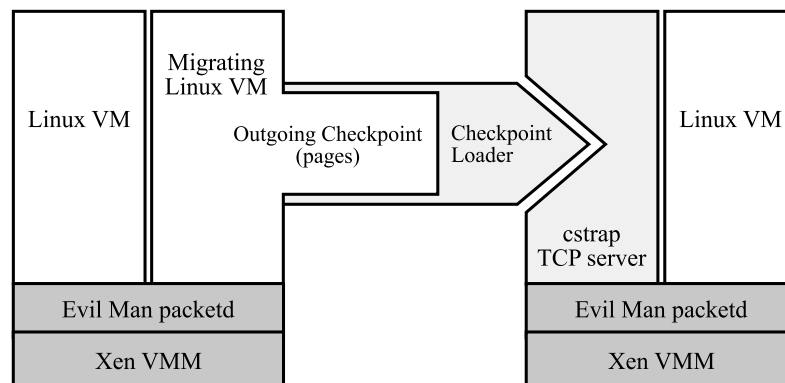 Linux VM
Migrating
Linux VM
Outgoing Checkpoint
(pages)
Checkpoint
Loader
cstrap
TCP server
Linux VM
Evil Man packetd
Xen VMM
Evil Man packetd
Xen VMM